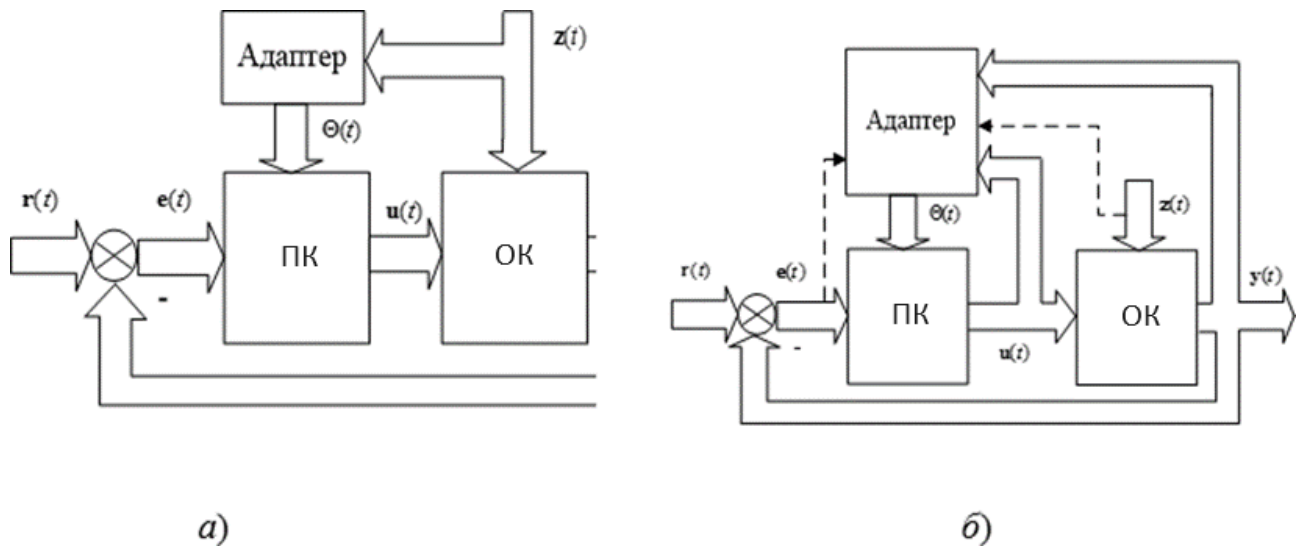 Адаптер
z(t)
Θ(t)
r(t)
e(t)
u(t)
ПК
ОК
-
а)
Адаптер
Θ(t)
z(t)
r(t)
e(t)
y(t)
ПК
ОК
-
u(t)
б)